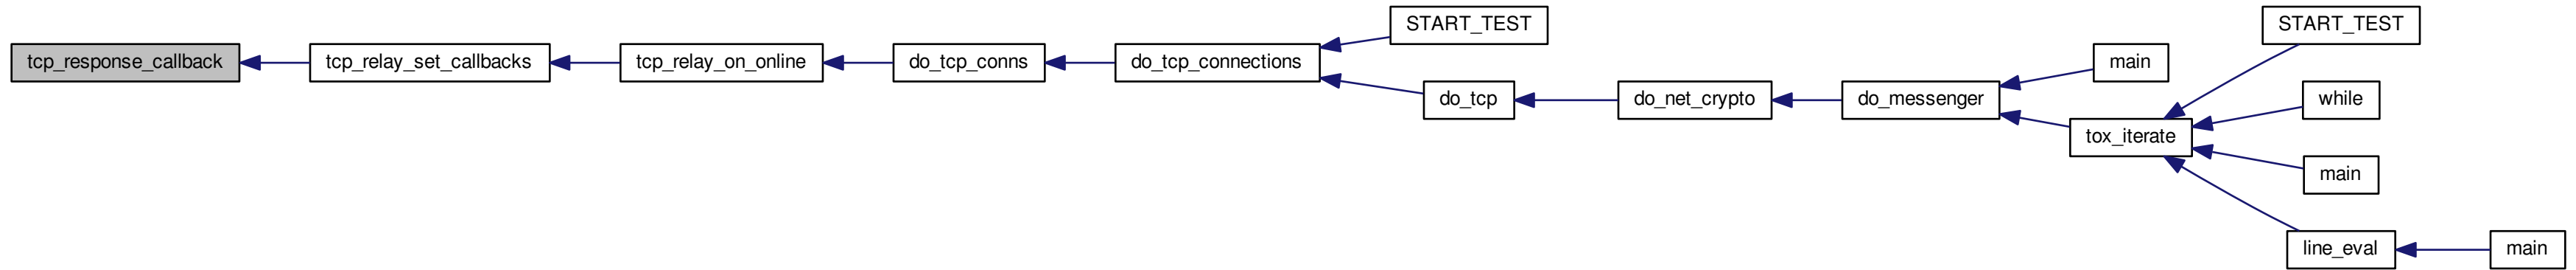 tcp_response_callback
tcp_relay_set_callbacks
tcp_relay_on_online
do_tcp_conns
do_tcp_connections
START_TEST
do_tcp
do_net_crypto
do_messenger
main
tox_iterate
START_TEST
while
main
line_eval
main